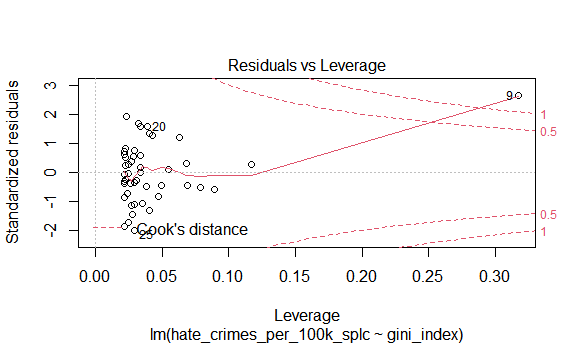 Residuals vs Leverage
Standardized residuals
3
2
1
0
-1
-2
9
20
25
Cook's distance
1
0.5
0.5
1
0.00 0.05 0.10 0.15 0.20 0.25 0.30
Leverage
lm(hate_crimes_per_100k_splc ~ gini_index)